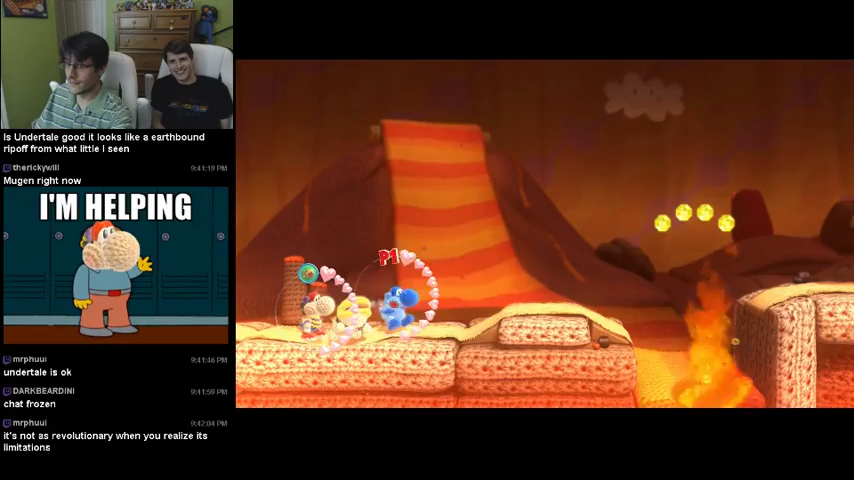 Is Undertale good it looks like a earthbound
ripoff from what little I seen
therickywill 9:41:19 PM
Mugen right now
I'M HELPING
mrphuui 9:41:46 PM
undertale is ok
DARKBEARDINI 9:41:59 PM
chat frozen
mrphuui 9:42:04 PM
it's not as revolutionary when you realize its
limitations
P1